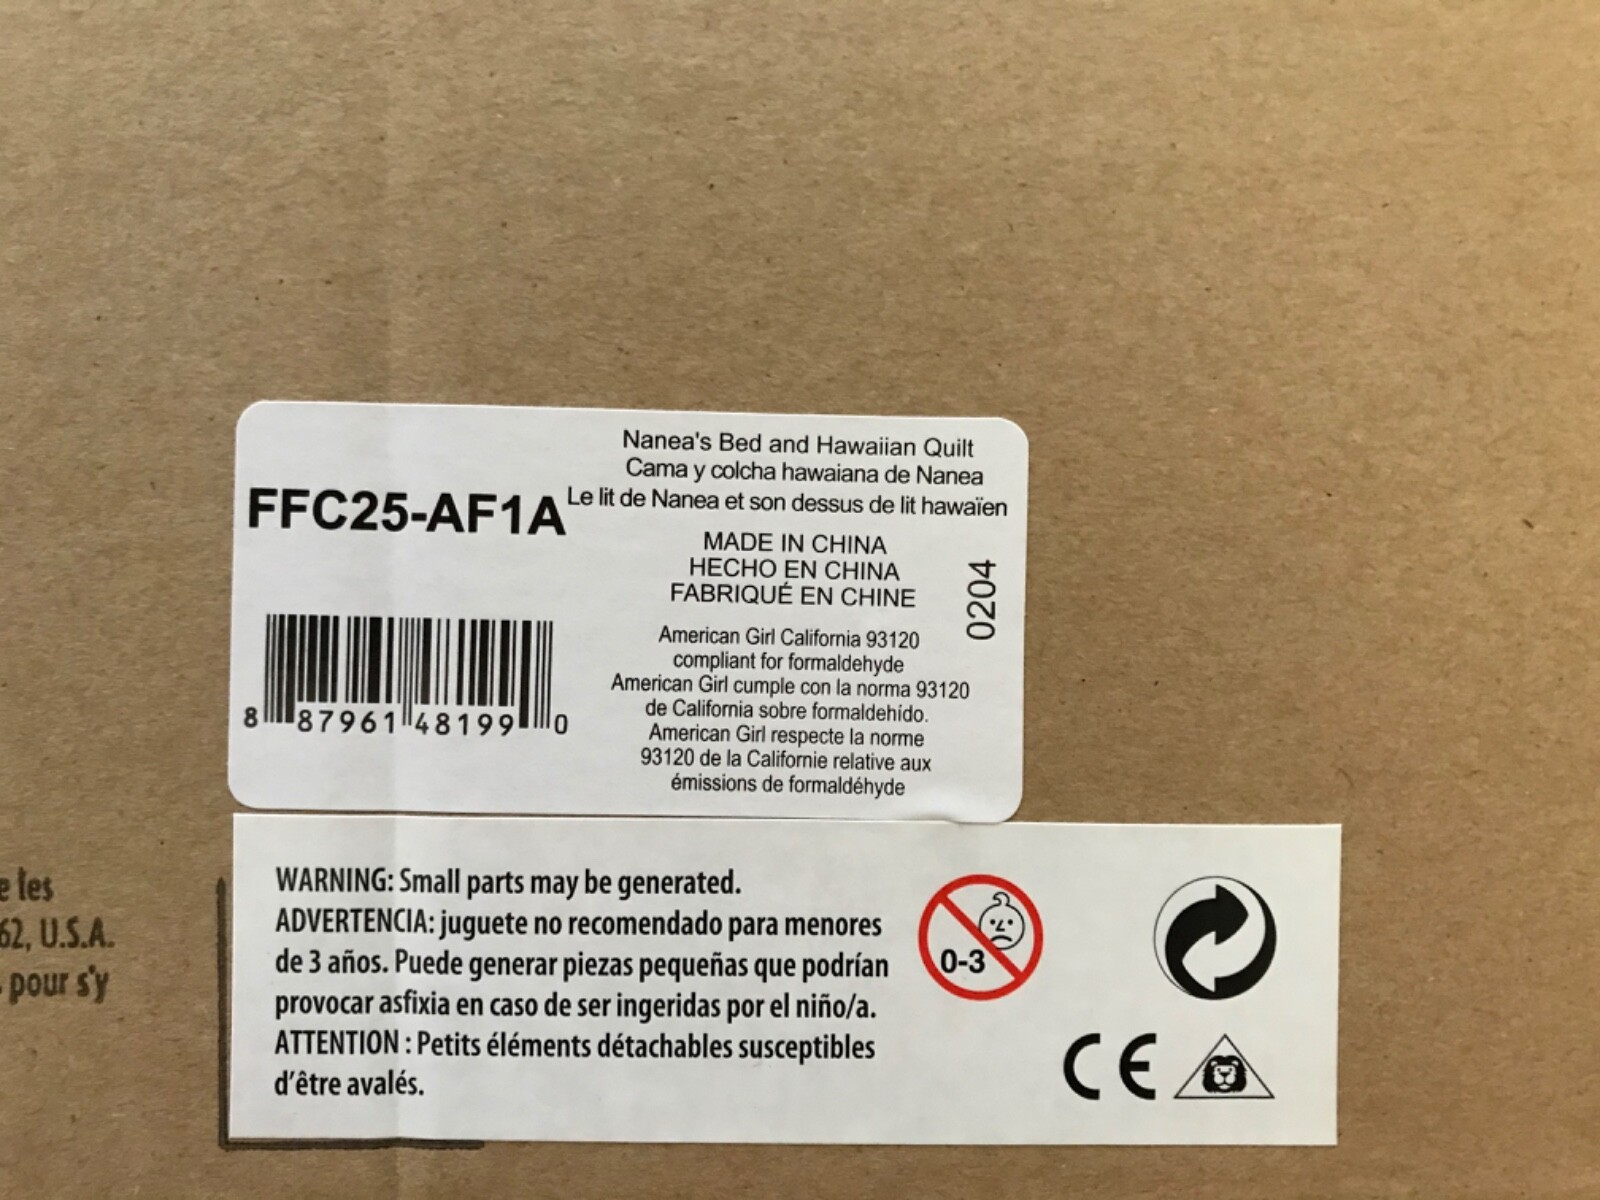 Nanea's Bed and Hawaiian Quilt
Cama y colcha hawaiana de Nanea
Le lit de Nanea et son dessus de lit hawaïen
FFC25-AF1A
MADE IN CHINA
HECHO EN CHINA
FABRIQUÉ EN CHINE
0204
American Girl California 93120
compliant for formaldehyde
American Girl cumple con la norma 93120
de California sobre formaldehído.
American Girl respecte la norme
93120 de la Californie relative aux
émissions de formaldéhyde
8 87961 48199 0
WARNING: Small parts may be generated.
ADVERTENCIA: juguete no recomendado para menores
de 3 años. Puede generar piezas pequeñas que podrían
provocar asfixia en caso de ser ingeridas por el niño/a.
ATTENTION : Petits éléments détachables susceptibles
d'être avalés.
0-3
CE
e les
62, U.S.A.
pour s'y